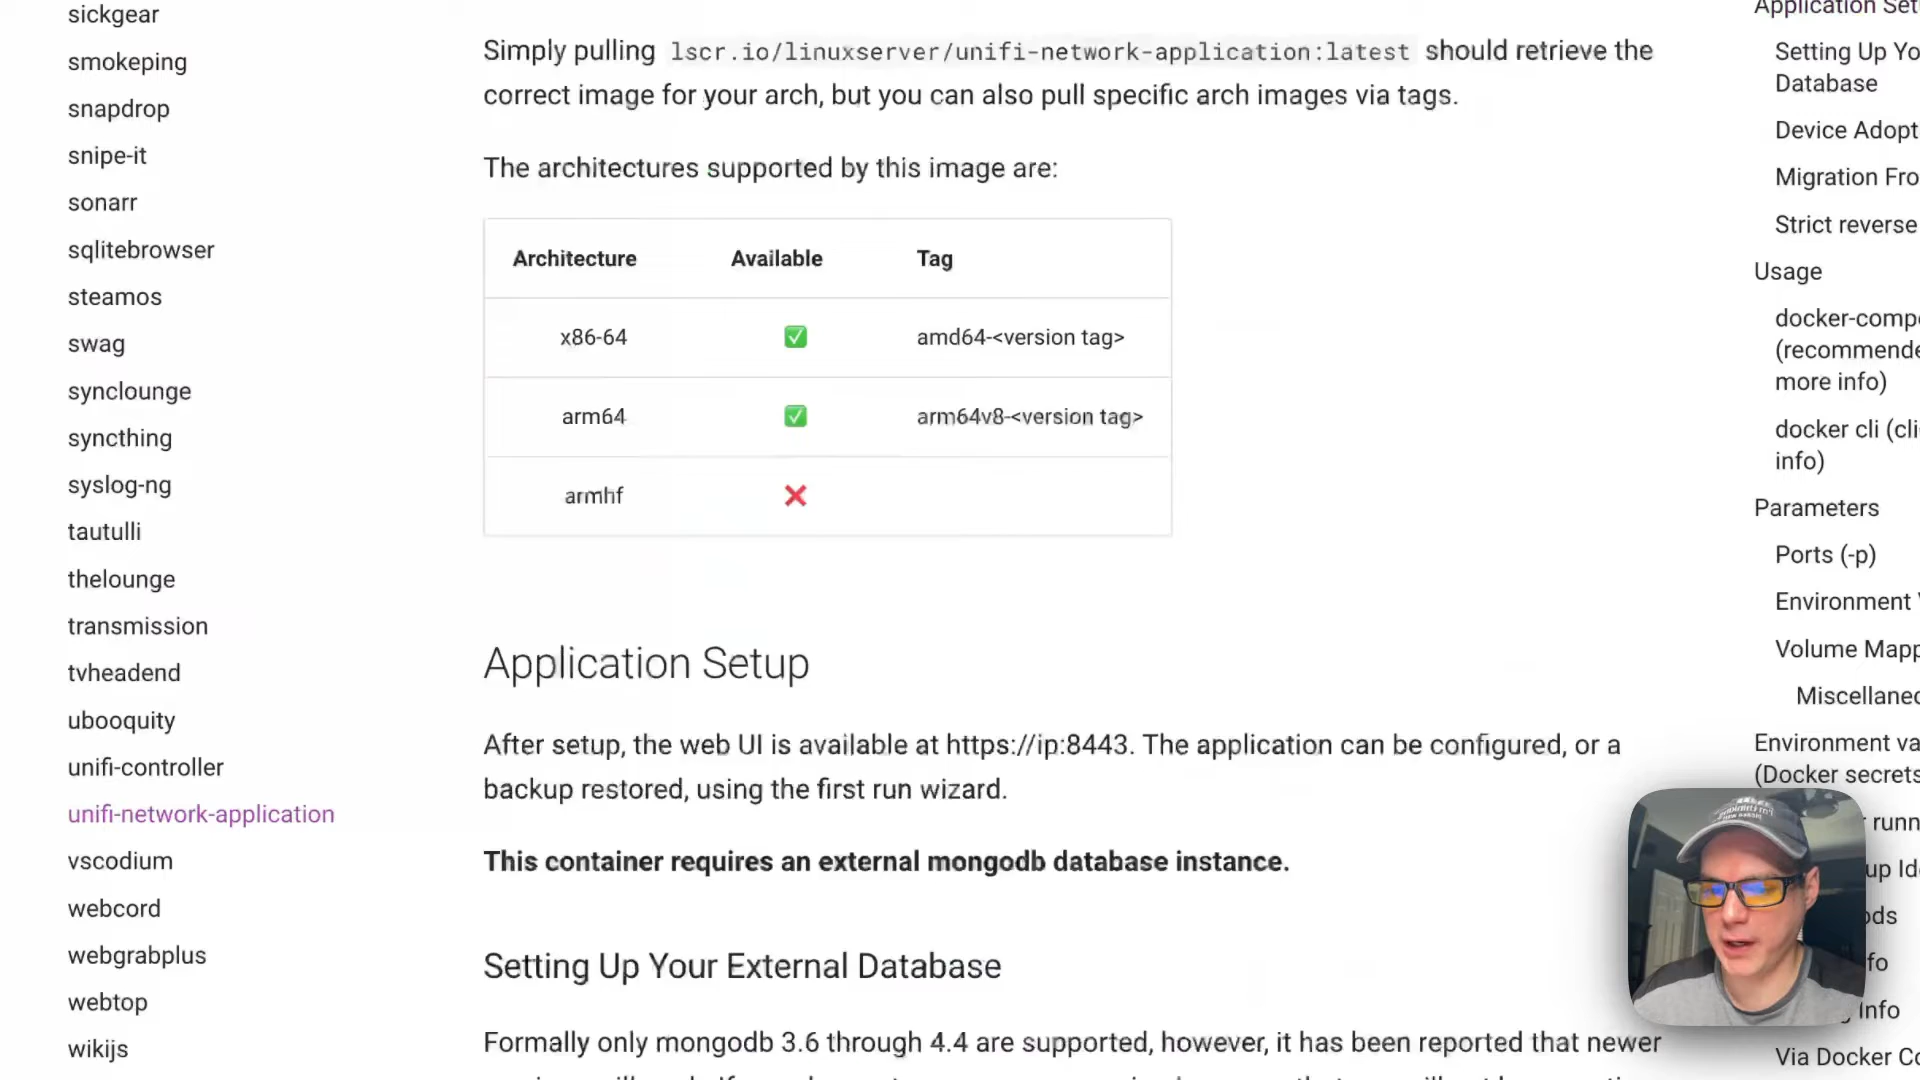 sickgear
smokeping
snapdrop
snipe-it
sonarr
sqlitebrowser
steamos
swag
synclounge
syncthing
syslog-ng
tautulli
thelounge
transmission
tvheadend
ubooquity
unifi-controller
unifi-network-application
vscodium
webcord
webgrabplus
webtop
wikijs
Simply pulling lscr.io/linuxserver/unifi-network-application:latest should retrieve the
correct image for your arch, but you can also pull specific arch images via tags.
The architectures supported by this image are:
Architecture Available Tag
x86-64 ✅ amd64-<version tag>
arm64 ✅ arm64v8-<version tag>
armhf ❌
Application Setup
After setup, the web UI is available at https://ip:8443. The application can be configured, or a
backup restored, using the first run wizard.
This container requires an external mongodb database instance.
Setting Up Your External Database
Formally only mongodb 3.6 through 4.4 are supported, however, it has been reported that newer
Application Set
Setting Up Yo
Database
Device Adopt
Migration Fro
Strict reverse
Usage
docker-compo
(recommende
more info)
docker cli (cli
info)
Parameters
Ports (-p)
Environment
Volume Mapp
Miscellaneo
Environment va
(Docker secrets
runn
up Id
ods
fo
Info
Via Docker Co